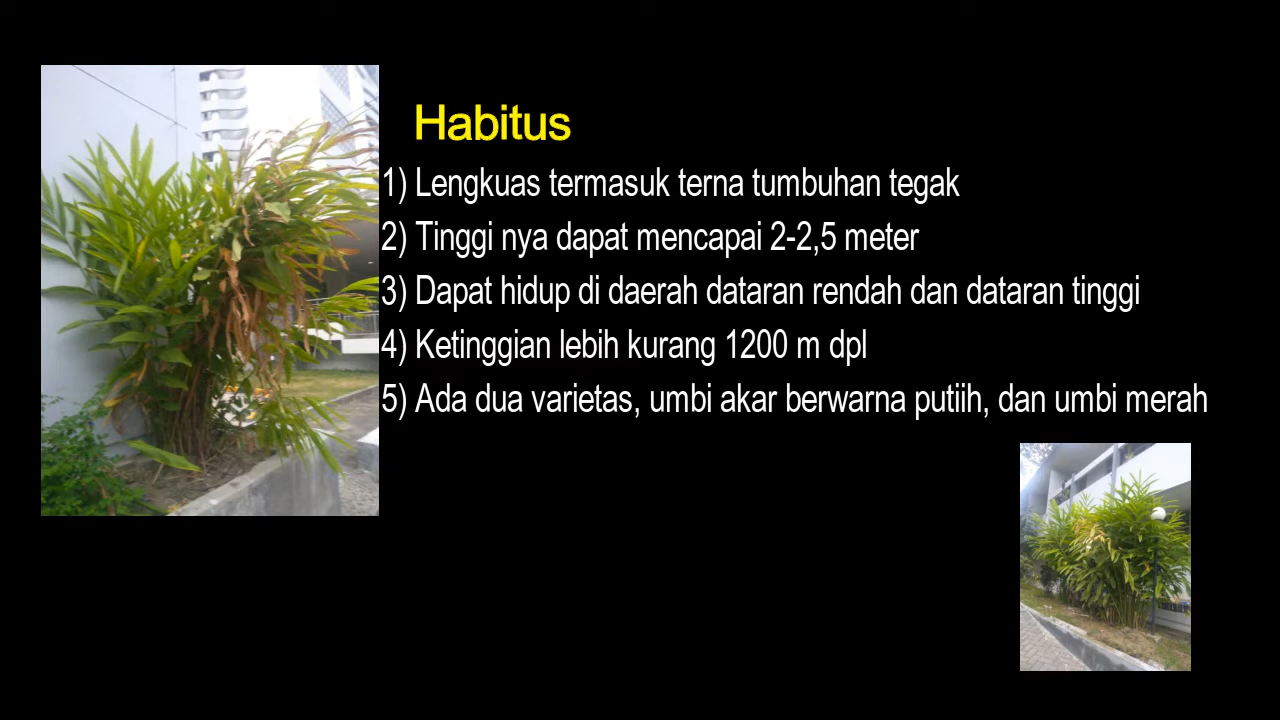 Habitus
1) Lengkuas termasuk terna tumbuhan tegak
2) Tinggi nya dapat mencapai 2-2,5 meter
3) Dapat hidup di daerah dataran rendah dan dataran tinggi
4) Ketinggian lebih kurang 1200 m dpl
5) Ada dua varietas, umbi akar berwarna putiih, dan umbi merah